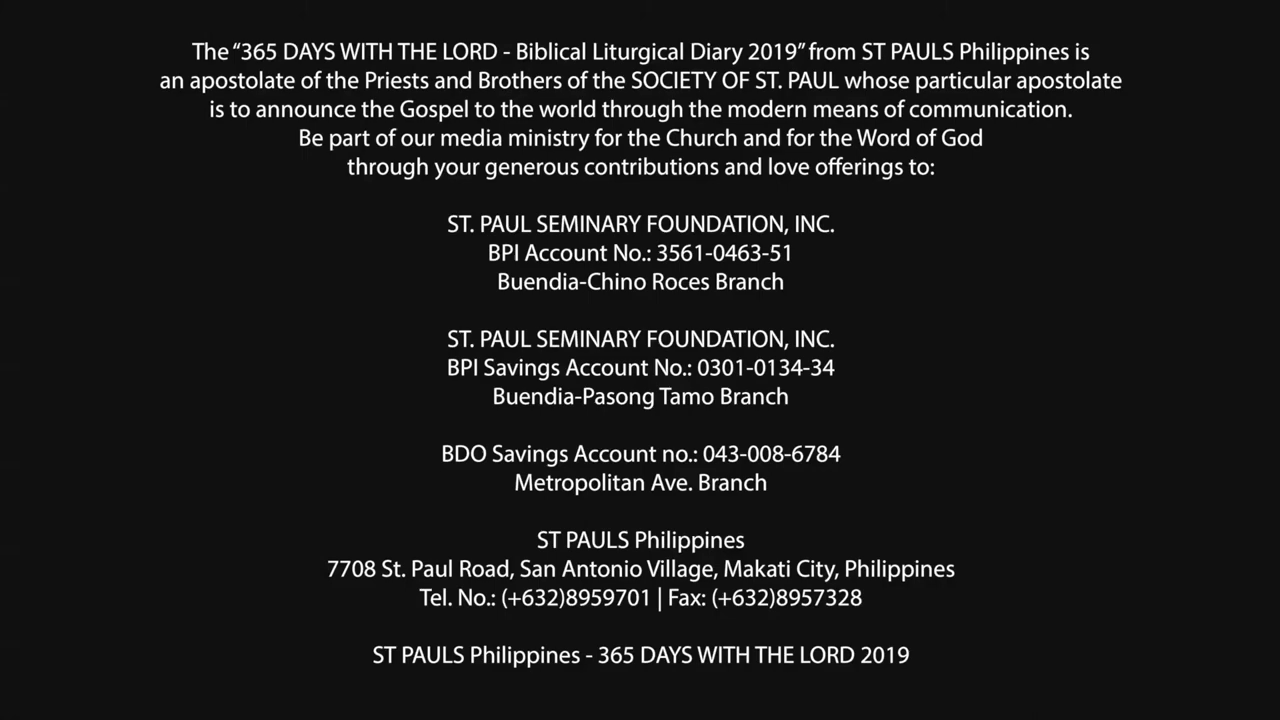 The “365 DAYS WITH THE LORD - Biblical Liturgical Diary 2019” from ST PAULS Philippines is
an apostolate of the Priests and Brothers of the SOCIETY OF ST. PAUL whose particular apostolate
is to announce the Gospel to the world through the modern means of communication.
Be part of our media ministry for the Church and for the Word of God
through your generous contributions and love offerings to:
ST. PAUL SEMINARY FOUNDATION, INC.
BPI Account No.: 3561-0463-51
Buendia-Chino Roces Branch
ST. PAUL SEMINARY FOUNDATION, INC.
BPI Savings Account No.: 0301-0134-34
Buendia-Pasong Tamo Branch
BDO Savings Account no.: 043-008-6784
Metropolitan Ave. Branch
ST PAULS Philippines
7708 St. Paul Road, San Antonio Village, Makati City, Philippines
Tel. No.: (+632)8959701 | Fax: (+632)8957328
ST PAULS Philippines - 365 DAYS WITH THE LORD 2019